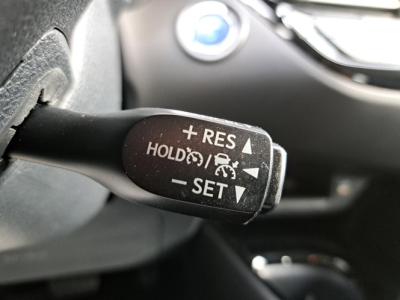 + RES ▲
HOLD / ◄
− SET ▼